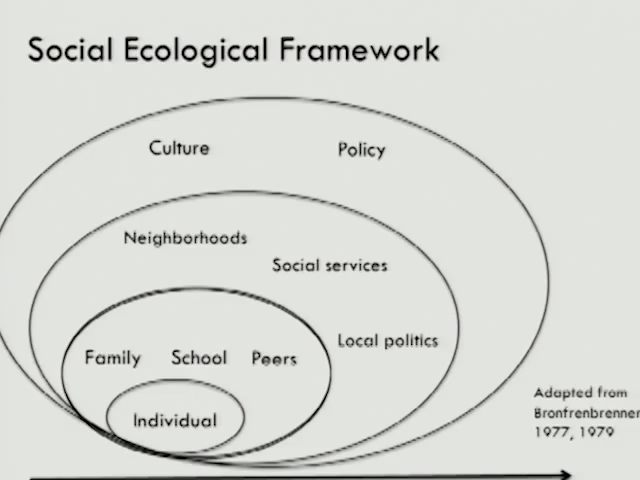 Social Ecological Framework
Culture Policy
Neighborhoods
Social services
Local politics
Family School Peers
Individual
Adapted from
Bronfrenbrenner
1977, 1979